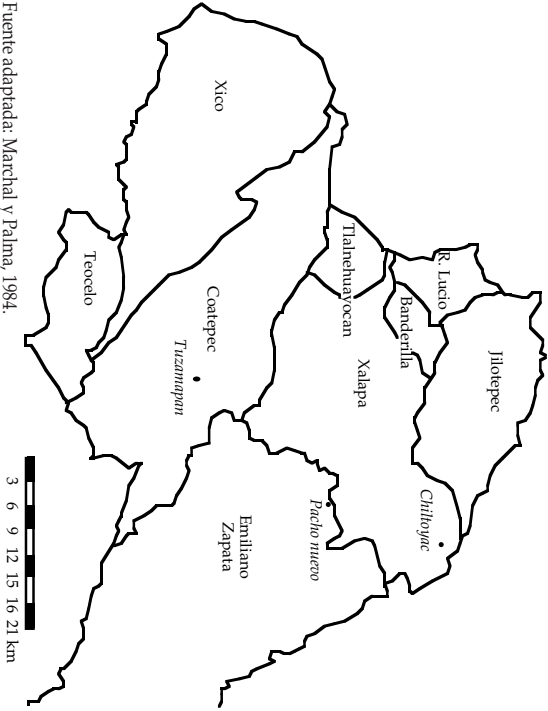 Jilotepec
R. Lucio
Banderilla
Chiltoyac
Tlalnehuayocan
Xalapa
Pacho nuevo
Xico
Coatepec
Emiliano
Zapata
Tuzamapan
Teocelo
3 6 9 12 15 16 21 km
Fuente adaptada: Marchal y Palma, 1984.